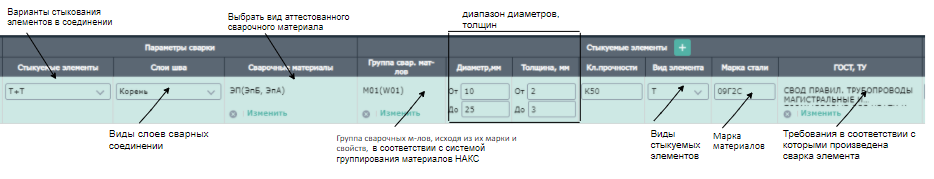 Варианты стыкования
элементов в соединении
Выбрать вид аттестованного
сварочного материала
диапазон диаметров,
толщин
Параметры сварки
Стыкуемые элементы +
Стыкуемые элементы
Слои шва
Сварочные материалы
Группа свар. мат-
лов
Диаметр,мм
Толщина, мм
Кл.прочности
Вид элемента
Марка стали
ГОСТ, ТУ
Т+Т
Корень
ЭП(ЭпБ, ЭпА)
Изменить
М01(W01)
Изменить
От 10
До 25
От 2
До 3
К50
Т
09Г2С
СВОД ПРАВИЛ. ТРУБОПРОВОДЫ
МАГИСТРАЛЬНЫЕ И...
Изменить
Виды слоев сварных
соединении
Группа сварочных м-лов, исходя из их марки и
свойств, в соответствии с системой
группирования материалов НАКС
Виды
стыкуемых
элементов
Марка
материалов
Требования в соответствии с
которыми произведена
сварка элемента